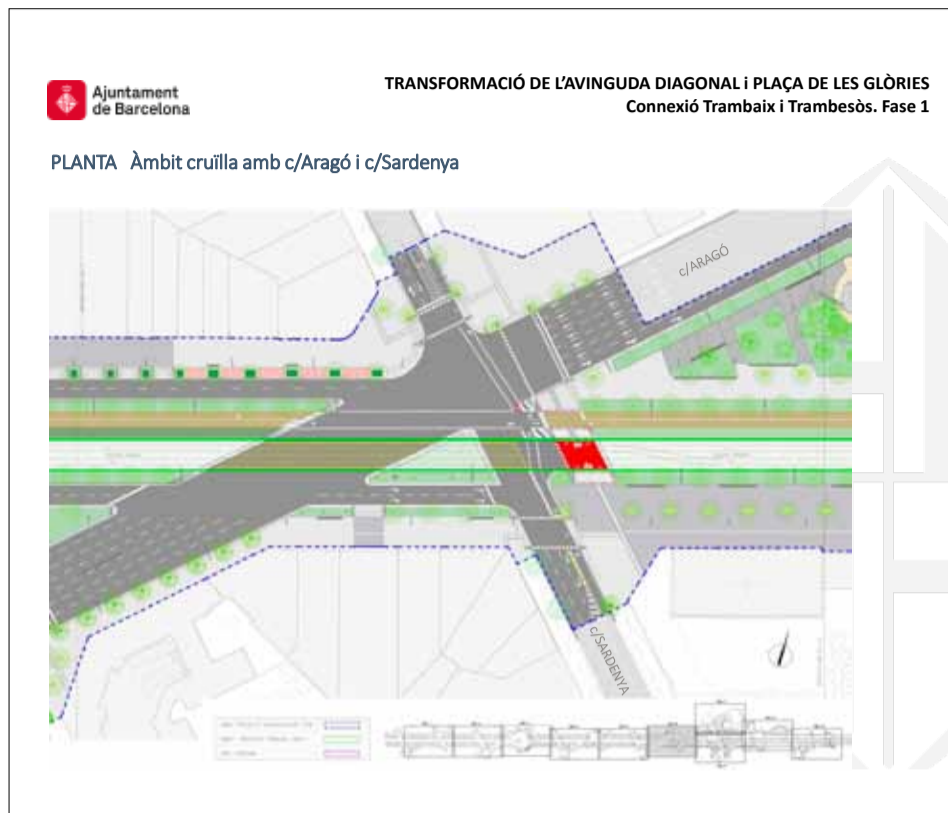 Ajuntament
de Barcelona
TRANSFORMACIÓ DE L'AVINGUDA DIAGONAL i PLAÇA DE LES GLÒRIES
Connexió Trambaix i Trambesòs. Fase 1
PLANTA Àmbit cruïlla amb c/Aragó i c/Sardenya
c/ARAGÓ
c/SARDENYA